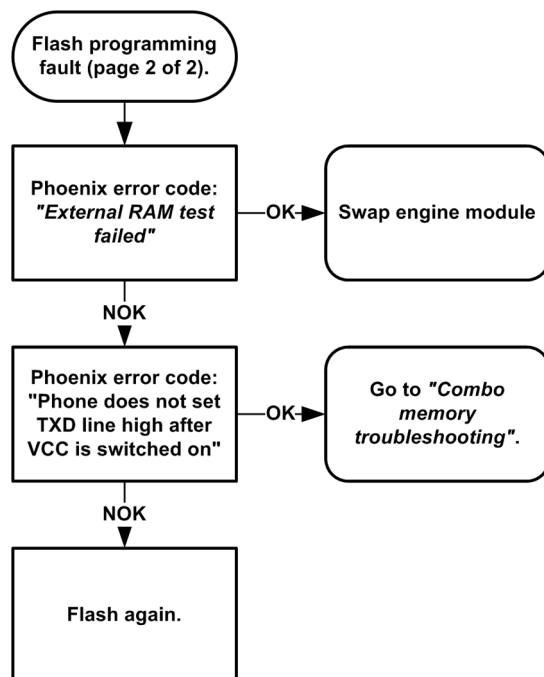 Flash programming
fault (page 2 of 2).
Phoenix error code:
"External RAM test
failed"
OK
Swap engine module
NOK
Phoenix error code:
"Phone does not set
TXD line high after
VCC is switched on"
OK
Go to "Combo
memory
troubleshooting".
NOK
Flash again.